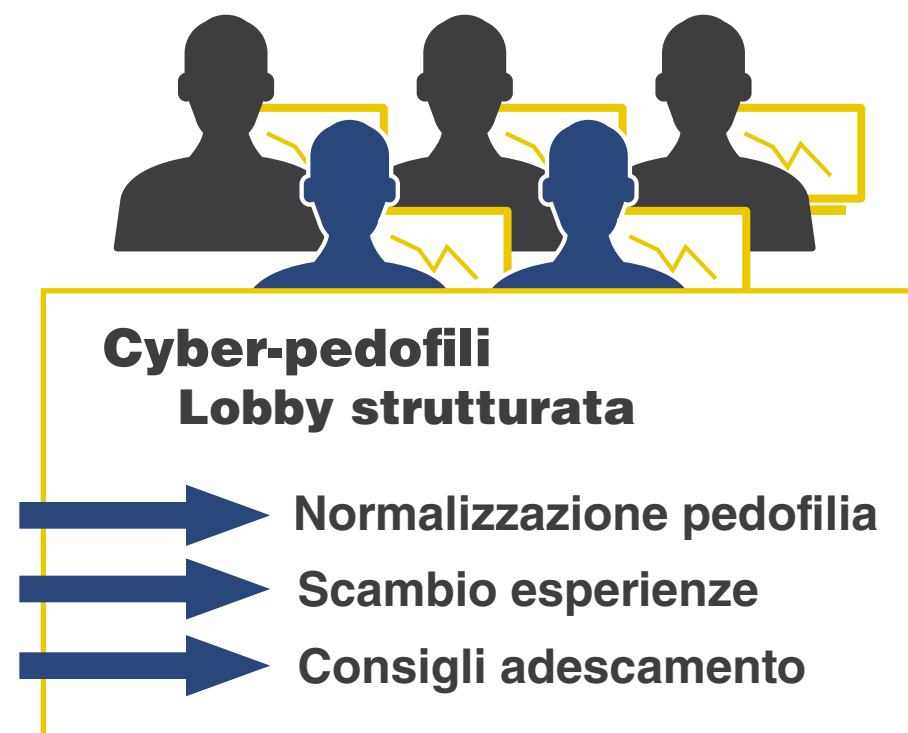 Cyber-pedofili
Lobby strutturata
Normalizzazione pedofilia
Scambio esperienze
Consigli adescamento